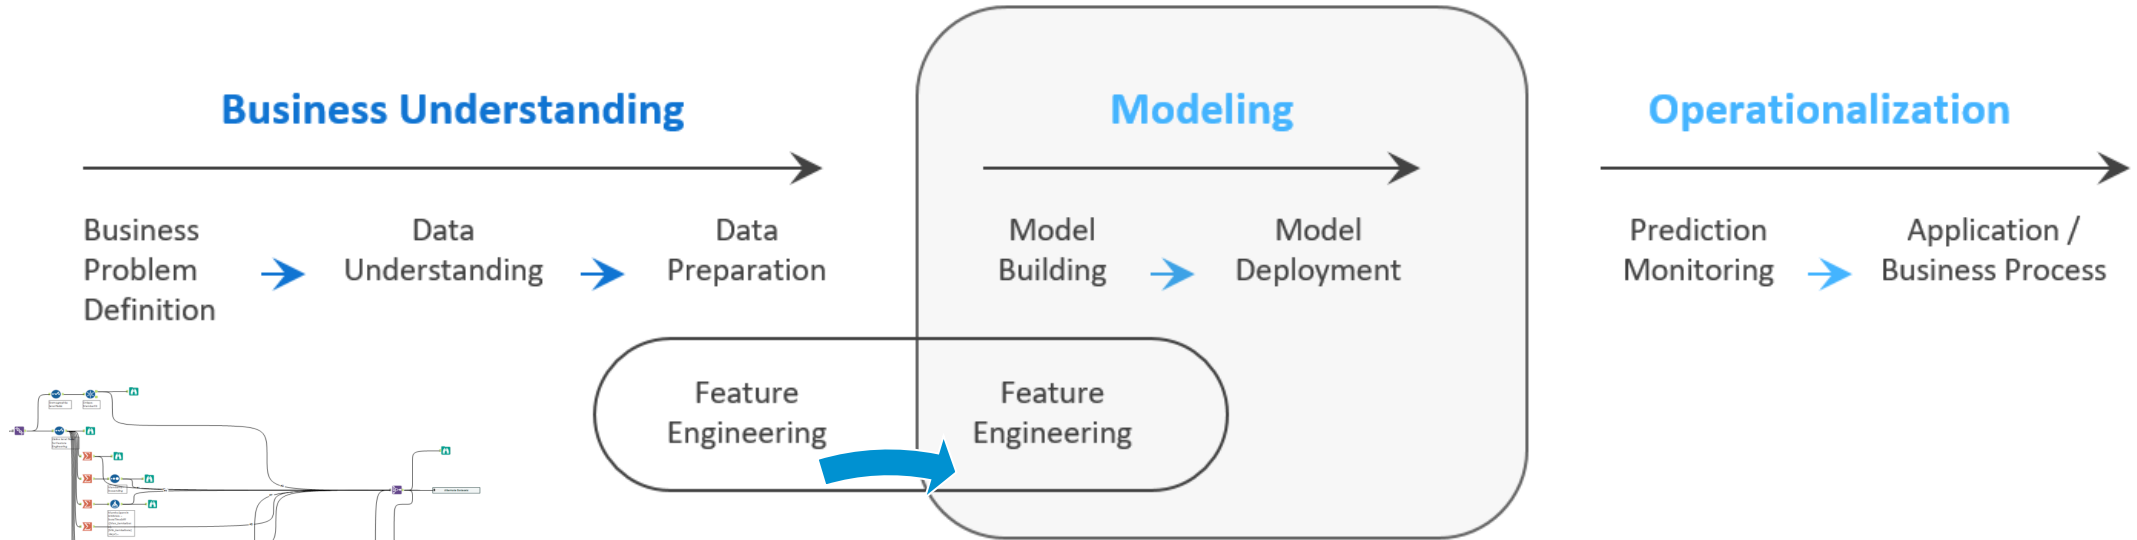 Business Understanding
Modeling
Operationalization
Business
Problem
Definition
Data
Understanding
Data
Preparation
Model
Building
Model
Deployment
Prediction
Monitoring
Application /
Business Process
Feature
Engineering
Feature
Engineering